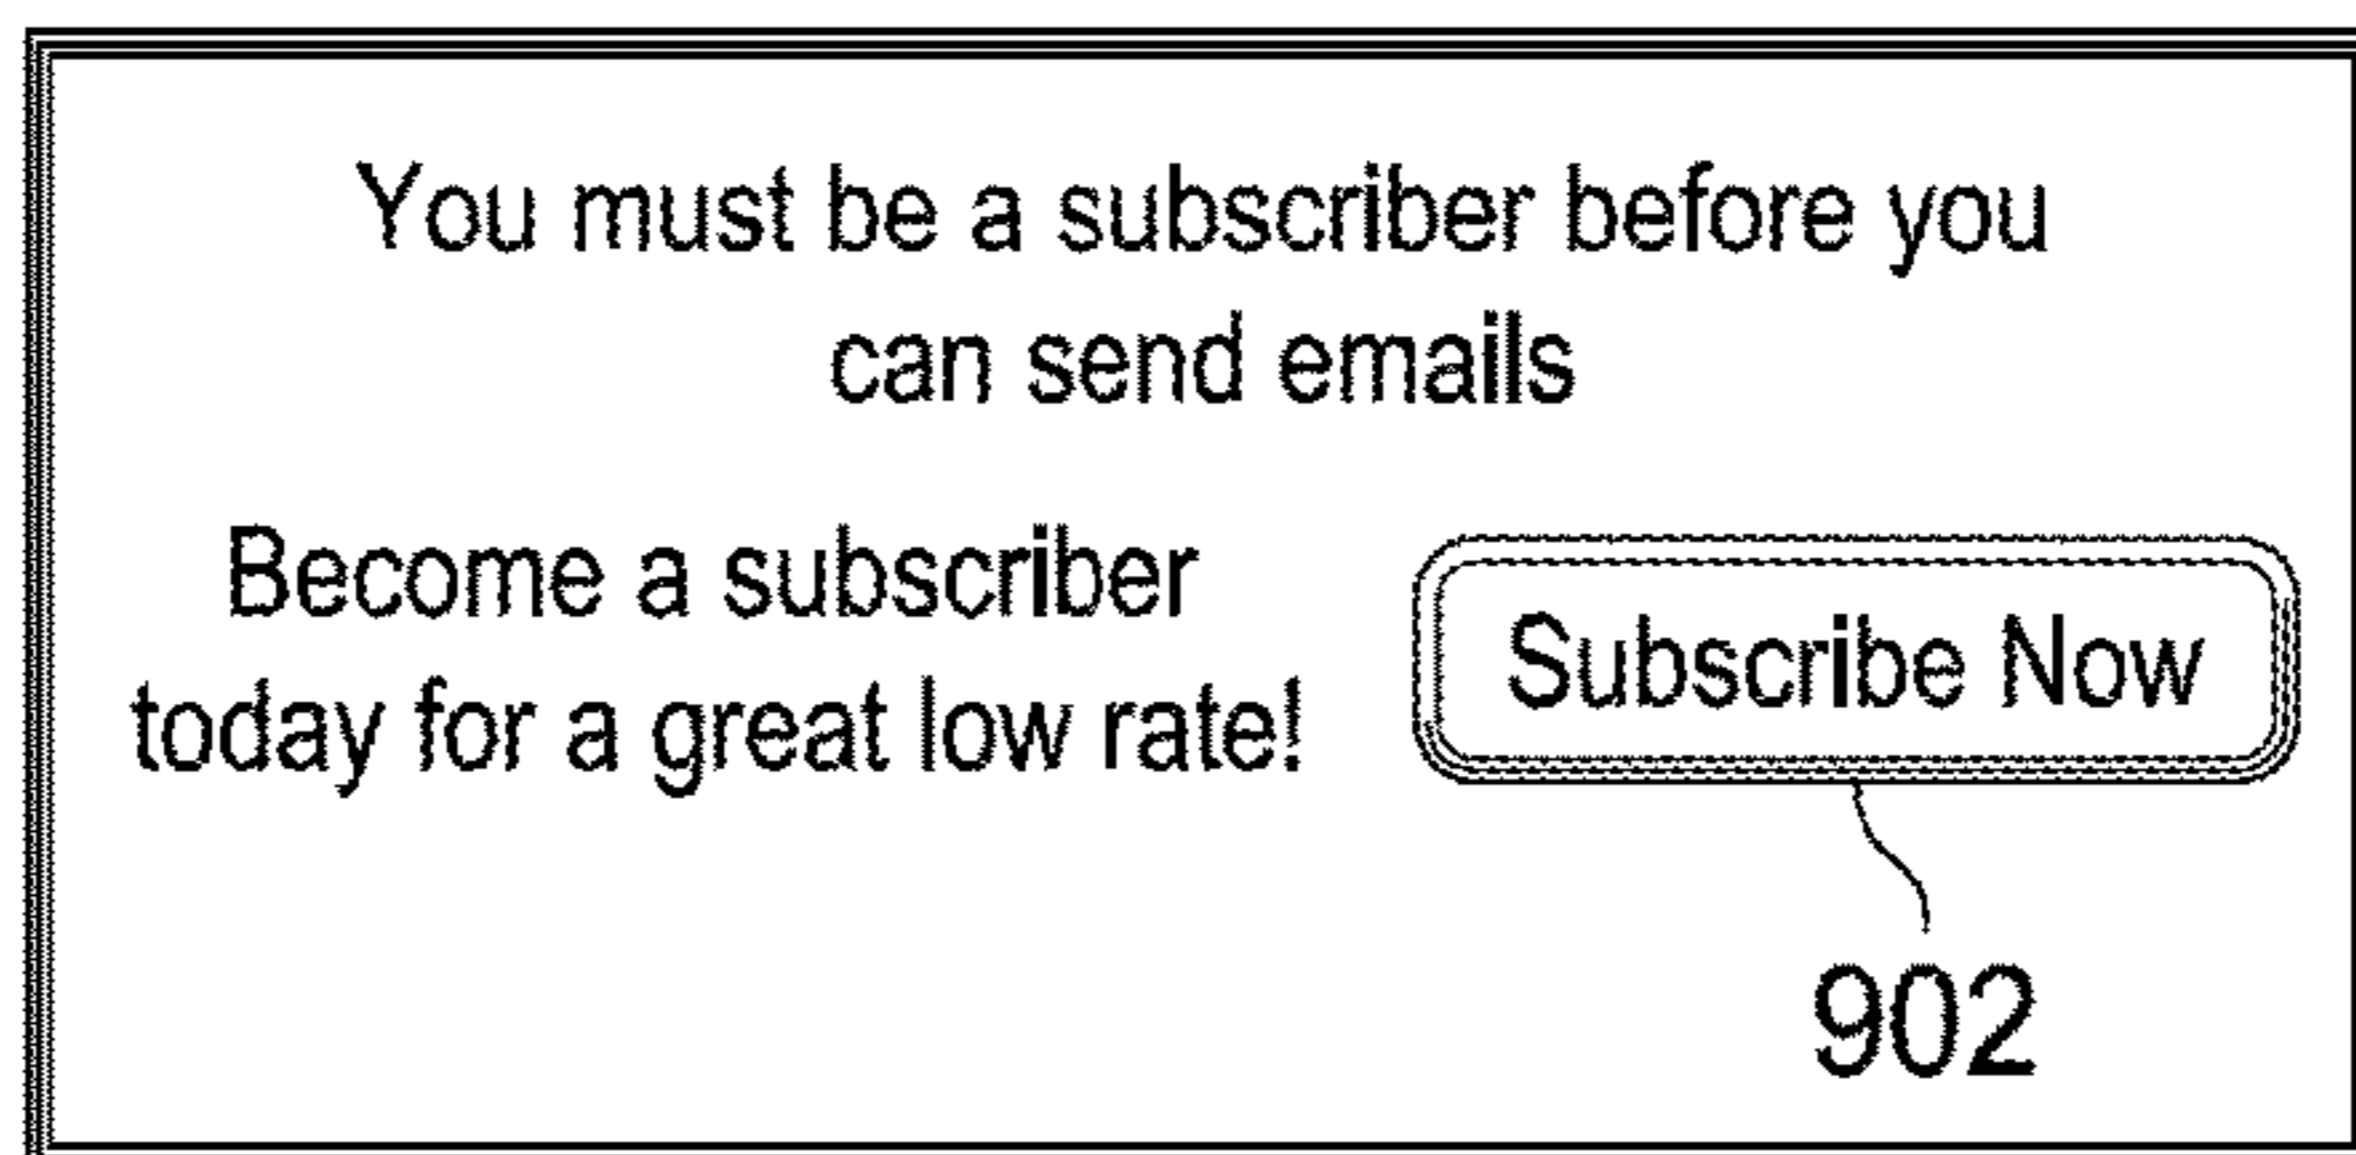 You must be a subscriber before you
can send emails
Become a subscriber
today for a great low rate!
Subscribe Now
902